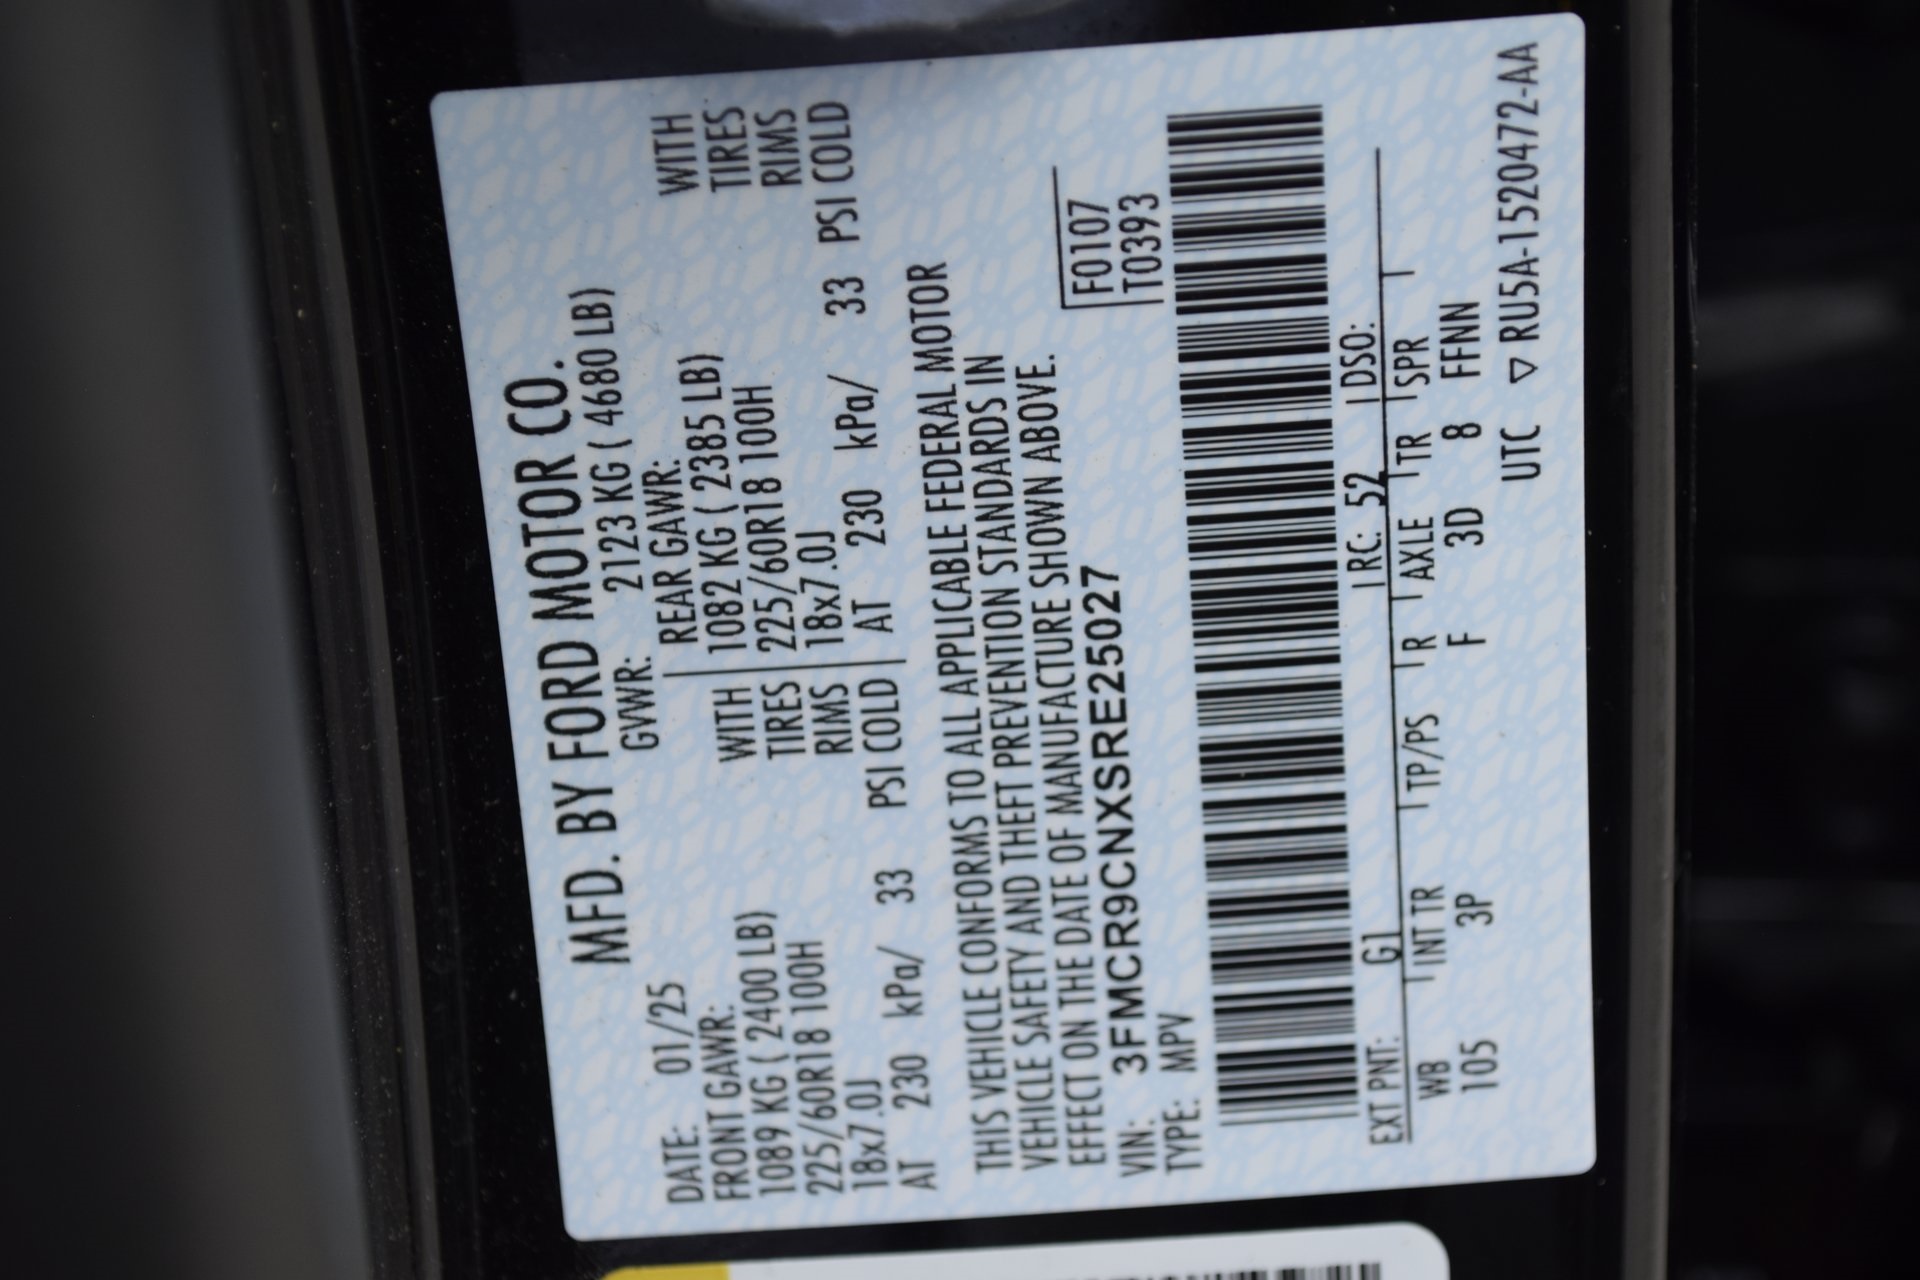 MFD. BY FORD MOTOR CO.
DATE: 01/25 GVWR: 2123 KG ( 4680 LB)
FRONT GAWR: REAR GAWR:
1089 KG ( 2400 LB) WITH 1082 KG ( 2385 LB) WITH
225/60R18 100H TIRES 225/60R18 100H TIRES
18x7.0J RIMS 18x7.0J RIMS
AT 230 kPa/ 33 PSI COLD AT 230 kPa/ 33 PSI COLD
THIS VEHICLE CONFORMS TO ALL APPLICABLE FEDERAL MOTOR
VEHICLE SAFETY AND THEFT PREVENTION STANDARDS IN
EFFECT ON THE DATE OF MANUFACTURE SHOWN ABOVE.
VIN: 3FMCR9CNXSRE25027 F0107
TYPE: MPV T0393
EXT PNT: G1 RC: 52 DSO:
WB INT TR TP/PS R AXLE TR SPR
105 3P F 3D 8 FFNN
UTC ▽ RU5A-1520472-AA